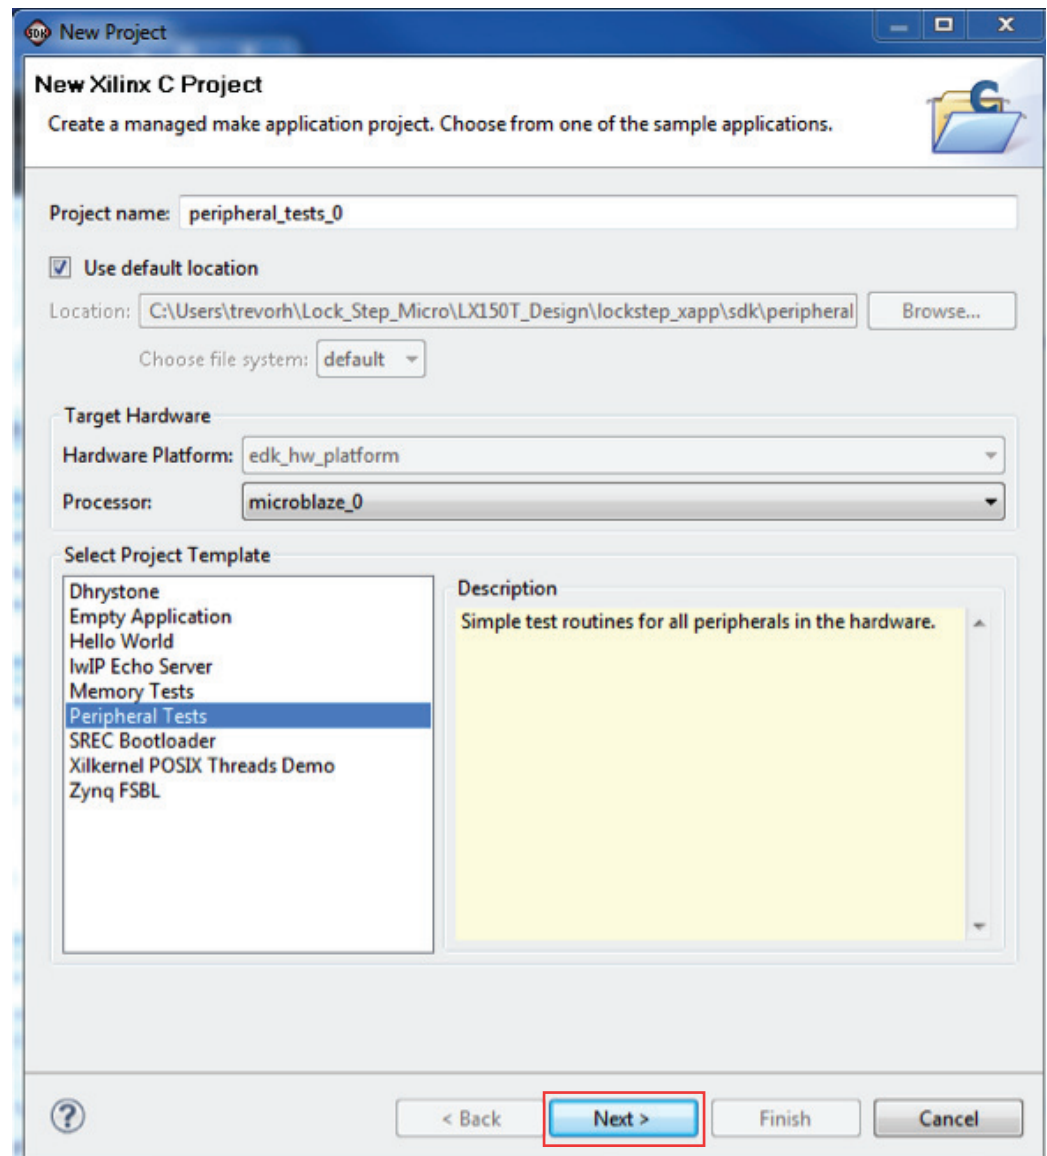 SDK New Project
New Xilinx C Project
Create a managed make application project. Choose from one of the sample applications.
C
Project name: peripheral_tests_0
Use default location
Location: C:\Users\trevorh\Lock_Step_Micro\LX150T_Design\lockstep_xapp\sdk\peripheral Browse...
Choose file system: default
Target Hardware
Hardware Platform: edk_hw_platform
Processor: microblaze_0
Select Project Template
Dhrystone
Empty Application
Hello World
lwIP Echo Server
Memory Tests
Peripheral Tests
SREC Bootloader
Xilkernel POSIX Threads Demo
Zynq FSBL
Description
Simple test routines for all peripherals in the hardware.
? < Back Next > Finish Cancel